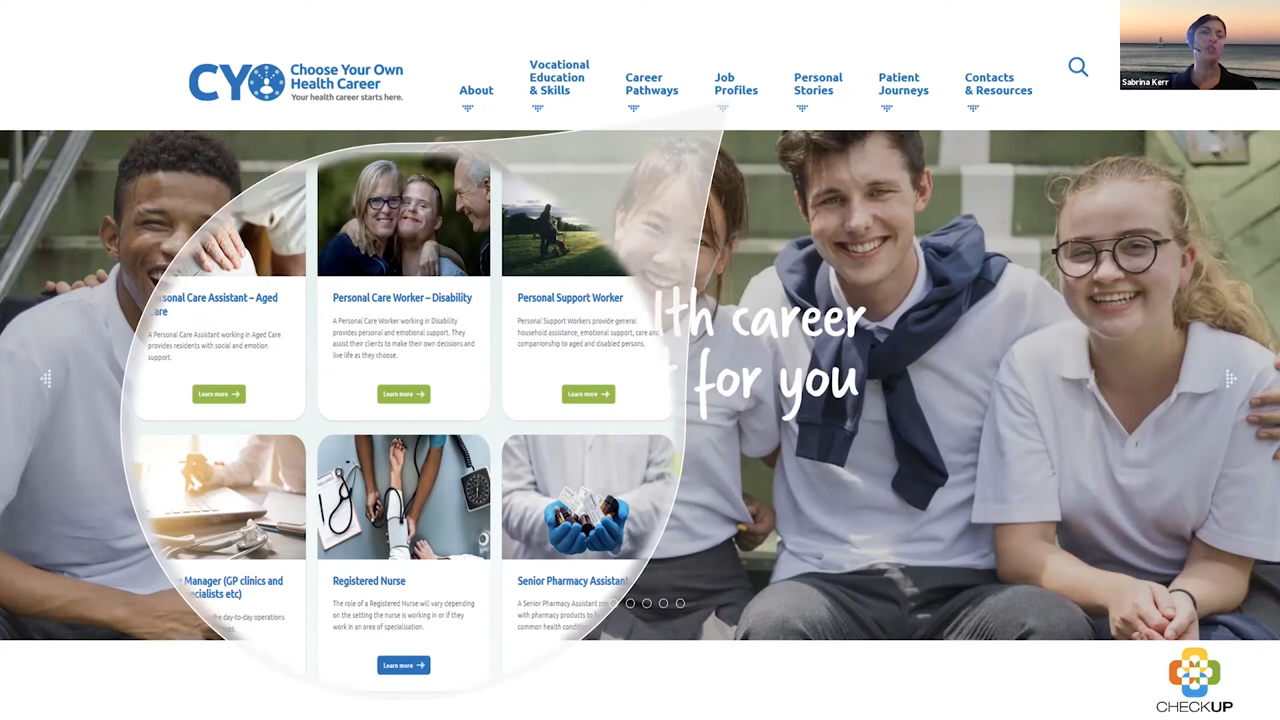 CYO
Choose Your Own
Health Career
Your health career starts here.
About
Vocational
Education
& Skills
Career
Pathways
Job
Profiles
Personal
Stories
Patient
Journeys
Contacts
& Resources
Sabrina Kerr
Personal Care Assistant – Aged
A Personal Care Assistant working in Aged Care
provides residents with social and emotion
support.
Learn more
Personal Care Worker – Disability
A Personal Care Worker working in Disability
provides personal and emotional support. They
assist their clients to make their own decisions and
live life as they choose.
Learn more
Personal Support Worker
Personal Support Workers provide general
household assistance, emotional support, care and
companionship to aged and disabled persons.
Learn more
career
for you
Manager (GP clinics and
etc)
the day-to-day operations
Registered Nurse
The role of a Registered Nurse will vary depending
on the setting the nurse is working in or if they
work in an area of specialisation.
Learn more
Senior Pharmacy Assistant
A Senior Pharmacy Assistant
with pharmacy products to
common health
CHECKUP